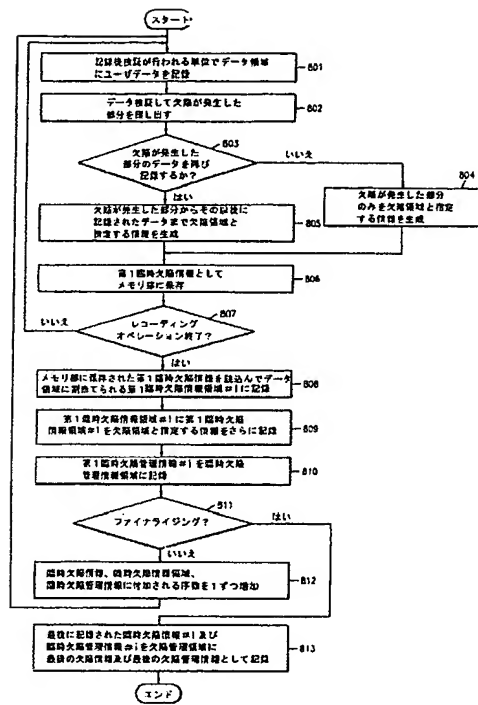 スタート
記録後検証が行われる単位でデータ領域
にユーザデータを記録
801
データ検証して欠陥が発生した
部分を探し出す
802
803
欠陥が発生した
部分のデータを再び
記録するか?
いいえ
はい
804
欠陥が発生した部分
のみを欠陥領域と指定
する情報を生成
欠陥が発生した部分からその以後に
記録されたデータまで欠陥領域と
指定する情報を生成
805
第1臨時欠陥情報として
メモリ部に保存
806
807
レコーディング
オペレーション終了?
いいえ
はい
メモリ部に保存された第1臨時欠陥情報を読込んでデータ
領域に割当てられる第1臨時欠陥情報領域#1に記録
808
第1臨時欠陥情報領域#1に第1臨時欠陥
情報領域#1を欠陥領域と指定する情報をさらに記録
809
第1臨時欠陥管理情報#1を臨時欠陥
管理情報領域に記録
810
811
ファイナライジング?
はい
いいえ
臨時欠陥情報、臨時欠陥情報領域、
臨時欠陥管理情報に付加される序数を1ずつ増加
812
最後に記録された臨時欠陥情報#i及び
臨時欠陥管理情報#iを欠陥管理領域に
最後の欠陥情報及び最後の欠陥管理情報として記録
813
エンド